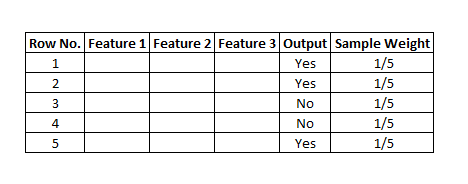 Row No. Feature 1 Feature 2 Feature 3 Output Sample Weight
1 Yes 1/5
2 Yes 1/5
3 No 1/5
4 No 1/5
5 Yes 1/5